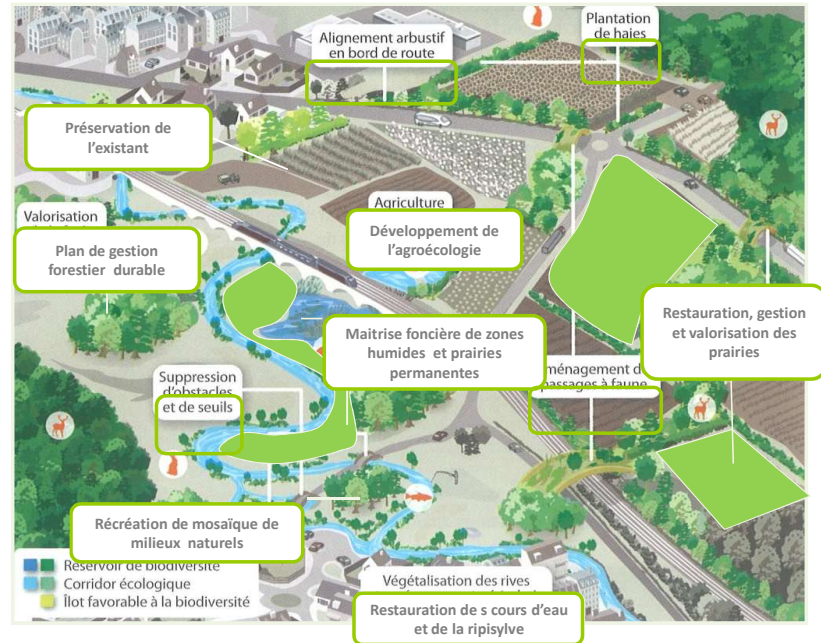 Plantation
de haies
Alignement arbustif
en bord de route
Préservation de
l'existant
Agriculture
Développement de
l'agroécologie
Valorisation
Plan de gestion
forestier durable
Restauration, gestion
et valorisation des
prairies
Maitrise foncière de zones
humides et prairies
permanentes
Suppression
d'obstacles
et de seuils
ménagement d
passages à faune
Récréation de mosaïque de
milieux naturels
Réservoir de biodiversité
Corridor écologique
Îlot favorable à la biodiversité
Végétalisation des rives
Restauration de s cours d'eau
et de la ripisylve